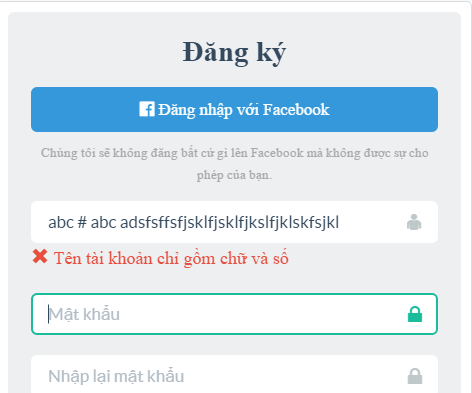 Đăng ký
Đăng nhập với Facebook
Chúng tôi sẽ không đăng bất cứ gì lên Facebook mà không được sự cho
phép của bạn.
abc # abc adsfsffsfjsklfjsklfjkslfjklskfsjkl
Tên tài khoản chỉ gồm chữ và số
Mật khẩu
Nhập lại mật khẩu